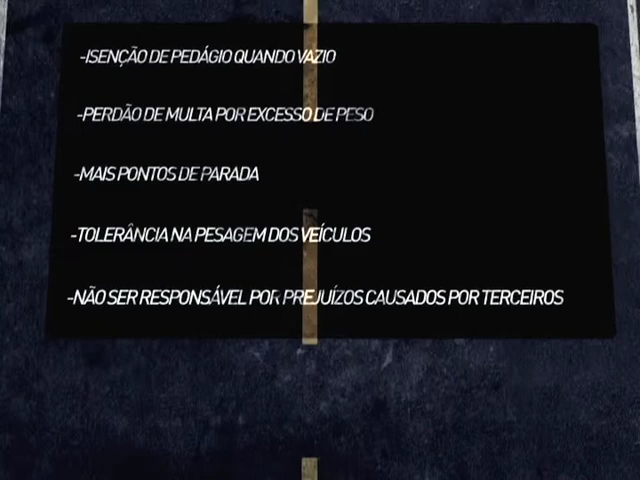 -ISENÇÃO DE PEDÁGIO QUANDO VAZIO
-PERDÃO DE MULTA POR EXCESSO DE PESO
-MAIS PONTOS DE PARADA
-TOLERÂNCIA NA PESAGEM DOS VEÍCULOS
-NÃO SER RESPONSÁVEL POR PREJUÍZOS CAUSADOS POR TERCEIROS